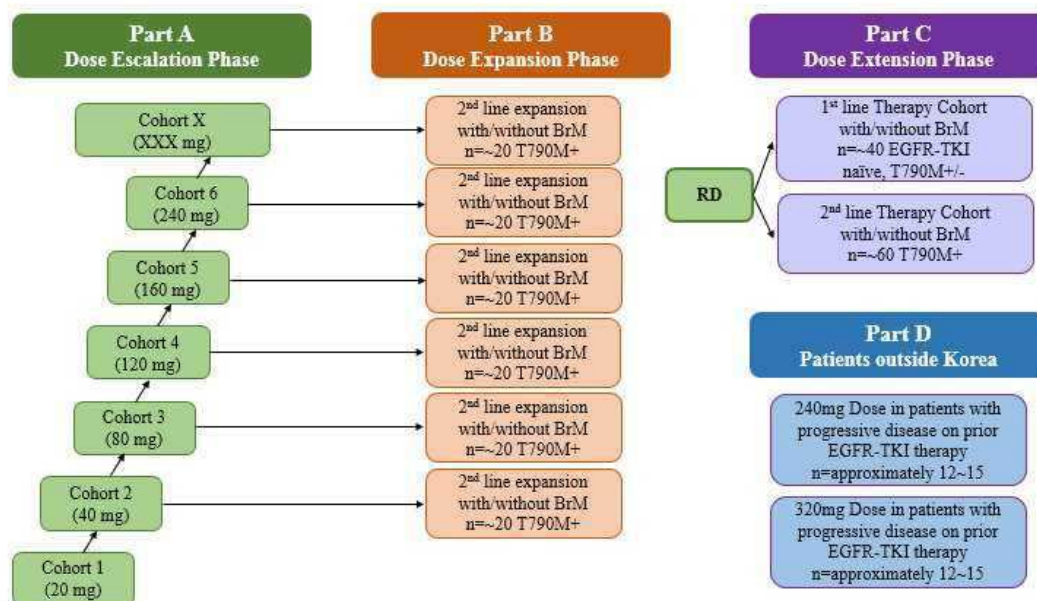 Part A
Dose Escalation Phase
Cohort X
(XXX mg)
Cohort 6
(240 mg)
Cohort 5
(160 mg)
Cohort 4
(120 mg)
Cohort 3
(80 mg)
Cohort 2
(40 mg)
Cohort 1
(20 mg)
Part B
Dose Expansion Phase
2nd line expansion
with/without BrM
n=~20 T790M+
2nd line expansion
with/without BrM
n=~20 T790M+
2nd line expansion
with/without BrM
n=~20 T790M+
2nd line expansion
with/without BrM
n=~20 T790M+
2nd line expansion
with/without BrM
n=~20 T790M+
2nd line expansion
with/without BrM
n=~20 T790M+
Part C
Dose Extension Phase
RD
1st line Therapy Cohort
with/without BrM
n=~40 EGFR-TKI
naïve, T790M+/-
2nd line Therapy Cohort
with/without BrM
n=~60 T790M+
Part D
Patients outside Korea
240mg Dose in patients with
progressive disease on prior
EGFR-TKI therapy
n=approximately 12~15
320mg Dose in patients with
progressive disease on prior
EGFR-TKI therapy
n=approximately 12~15